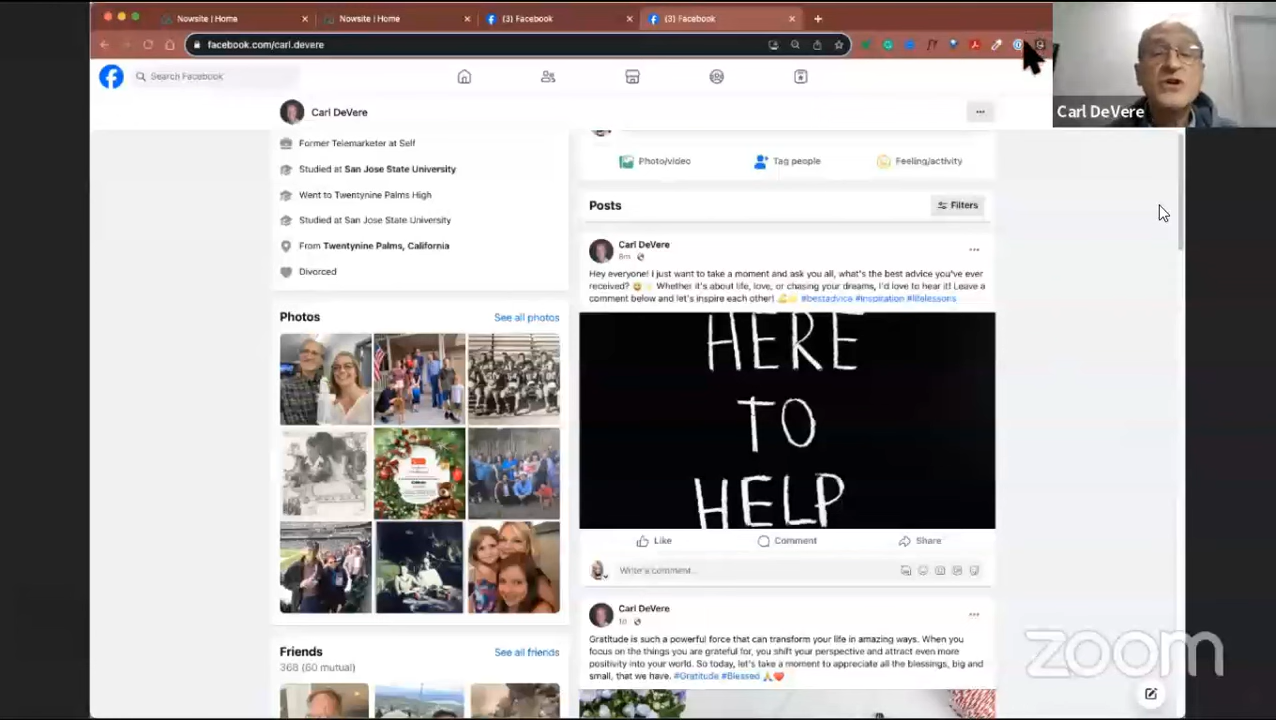 Nowsite | Home
Nowsite | Home
(3) Facebook
(3) Facebook
facebook.com/carl.devere
Search Facebook
Carl DeVere
Carl DeVere
Former Telemarketer at Self
Studied at San Jose State University
Went to Twentynine Palms High
Studied at San Jose State University
From Twentynine Palms, California
Divorced
Photos
See all photos
Friends
See all friends
368 (60 mutual)
Photo/video
Tag people
Feeling/activity
Posts
Filters
Carl DeVere
8m
Hey everyone! I just want to take a moment and ask you all, what's the best advice you've ever
received? Whether it's about life, love, or chasing your dreams, I'd love to hear it! Leave a
comment below and let's inspire each other! #bestadvice #inspiration #lifelessons
HERE
TO
HELP
Like
Comment
Share
Write a comment...
Carl DeVere
1d
Gratitude is such a powerful force that can transform your life in amazing ways. When you
focus on the things you are grateful for, you shift your perspective and attract even more
positivity into your world. So today, let's take a moment to appreciate all the blessings, big and
small, that we have. #Gratitude #Blessed
zoom